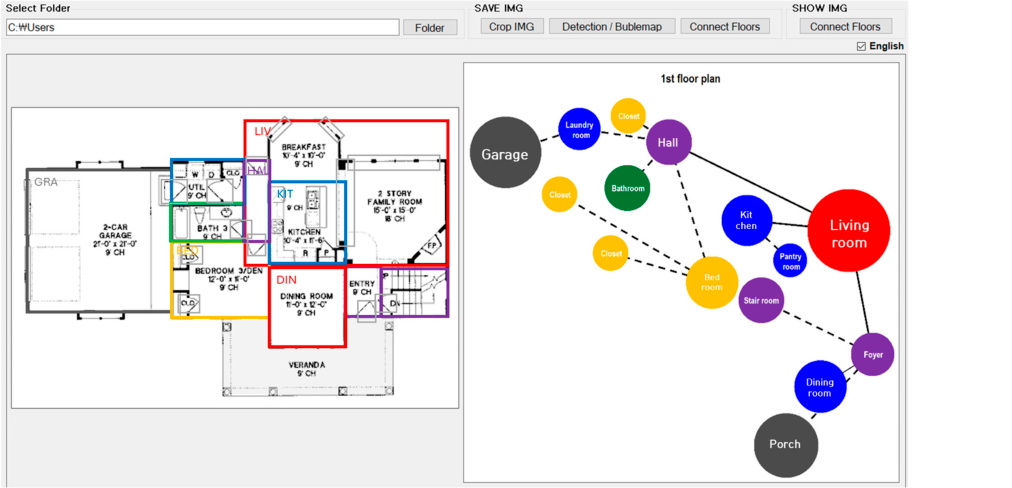 Select Folder
SAVE IMG
SHOW IMG
C:₩Users
Folder
Crop IMG
Detection / Bublemap
Connect Floors
Connect Floors
English
LIV
BREAKFAST
10'-4" x 10'-0"
9' CH
GRA
2-CAR
GARAGE
21'-0" x 21'-0"
9' CH
W D
CLO
UTIL
9' CH
HAL
BATH 3
9' CH
KIT
9' CH
KITCHEN
10'-4" x 11'-6"
R
P
2 STORY
FAMILY ROOM
15'-0" x 15'-0"
18' CH
FP
CLO
BEDROOM 3/DEN
12'-0" x 11'-0"
9' CH
CLO
DIN
DINING ROOM
11'-0" x 12'-0"
9' CH
ENTRY
9' CH
DN
VERANDA
9' CH
1st floor plan
Garage
Laundry
room
Closet
Hall
Closet
Bathroom
Kit
chen
Living
room
Closet
Pantry
room
Bed
room
Stair room
Foyer
Dining
room
Porch